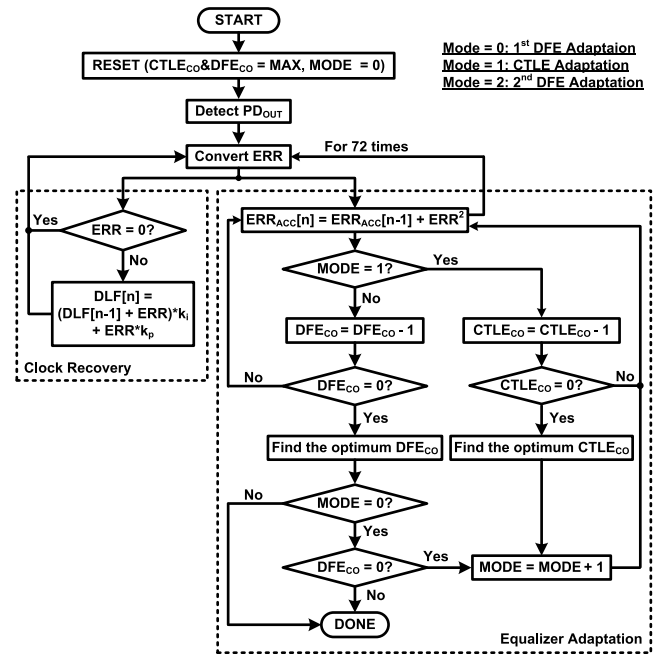 START
RESET (CTLE_CO&DFE_CO = MAX, MODE = 0)
Mode = 0: 1st DFE Adaptaion
Mode = 1: CTLE Adaptation
Mode = 2: 2nd DFE Adaptation
Detect PD_OUT
Convert ERR
For 72 times
Yes
ERR = 0?
No
DLF[n] =
(DLF[n-1] + ERR)*k_i
+ ERR*k_p
Clock Recovery
ERR_ACC[n] = ERR_ACC[n-1] + ERR²
MODE = 1?
Yes
No
DFE_CO = DFE_CO - 1
CTLE_CO = CTLE_CO - 1
No
DFE_CO = 0?
CTLE_CO = 0?
No
Yes
Yes
Find the optimum DFE_CO
Find the optimum CTLE_CO
No
MODE = 0?
Yes
DFE_CO = 0?
Yes
MODE = MODE + 1
No
DONE
Equalizer Adaptation